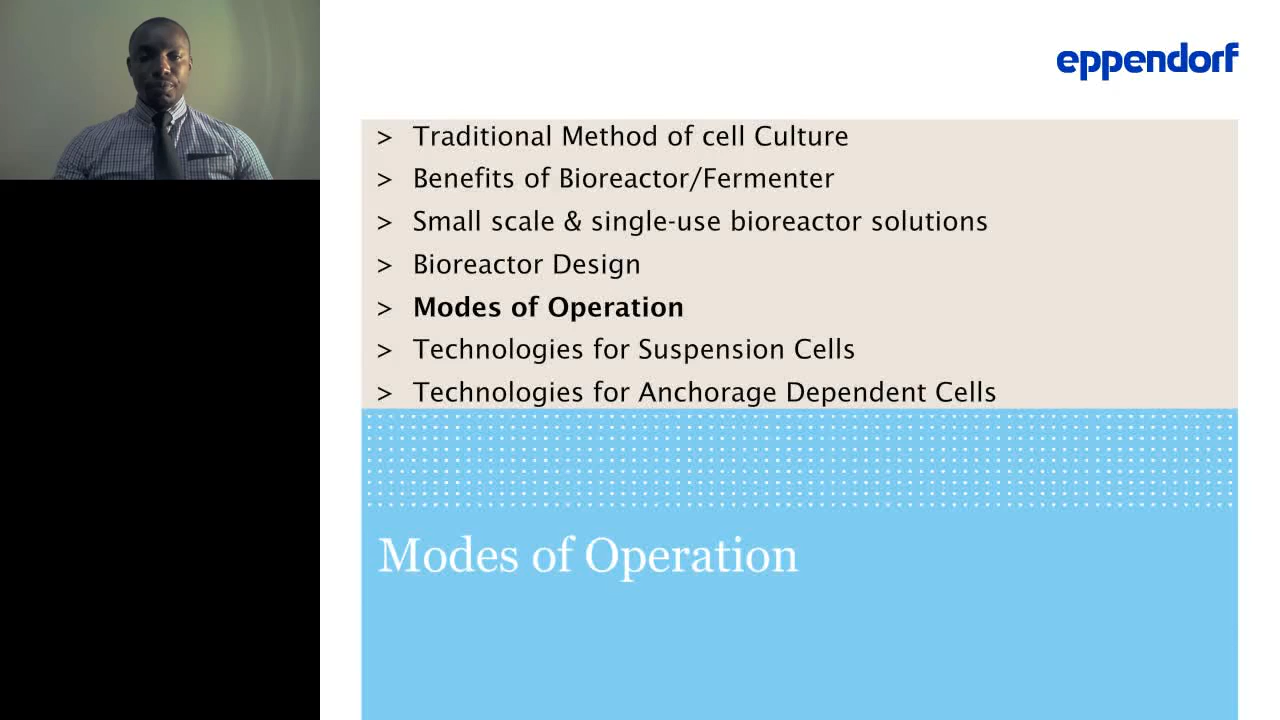 eppendorf
> Traditional Method of cell Culture
> Benefits of Bioreactor/Fermenter
> Small scale & single-use bioreactor solutions
> Bioreactor Design
> Modes of Operation
> Technologies for Suspension Cells
> Technologies for Anchorage Dependent Cells
Modes of Operation